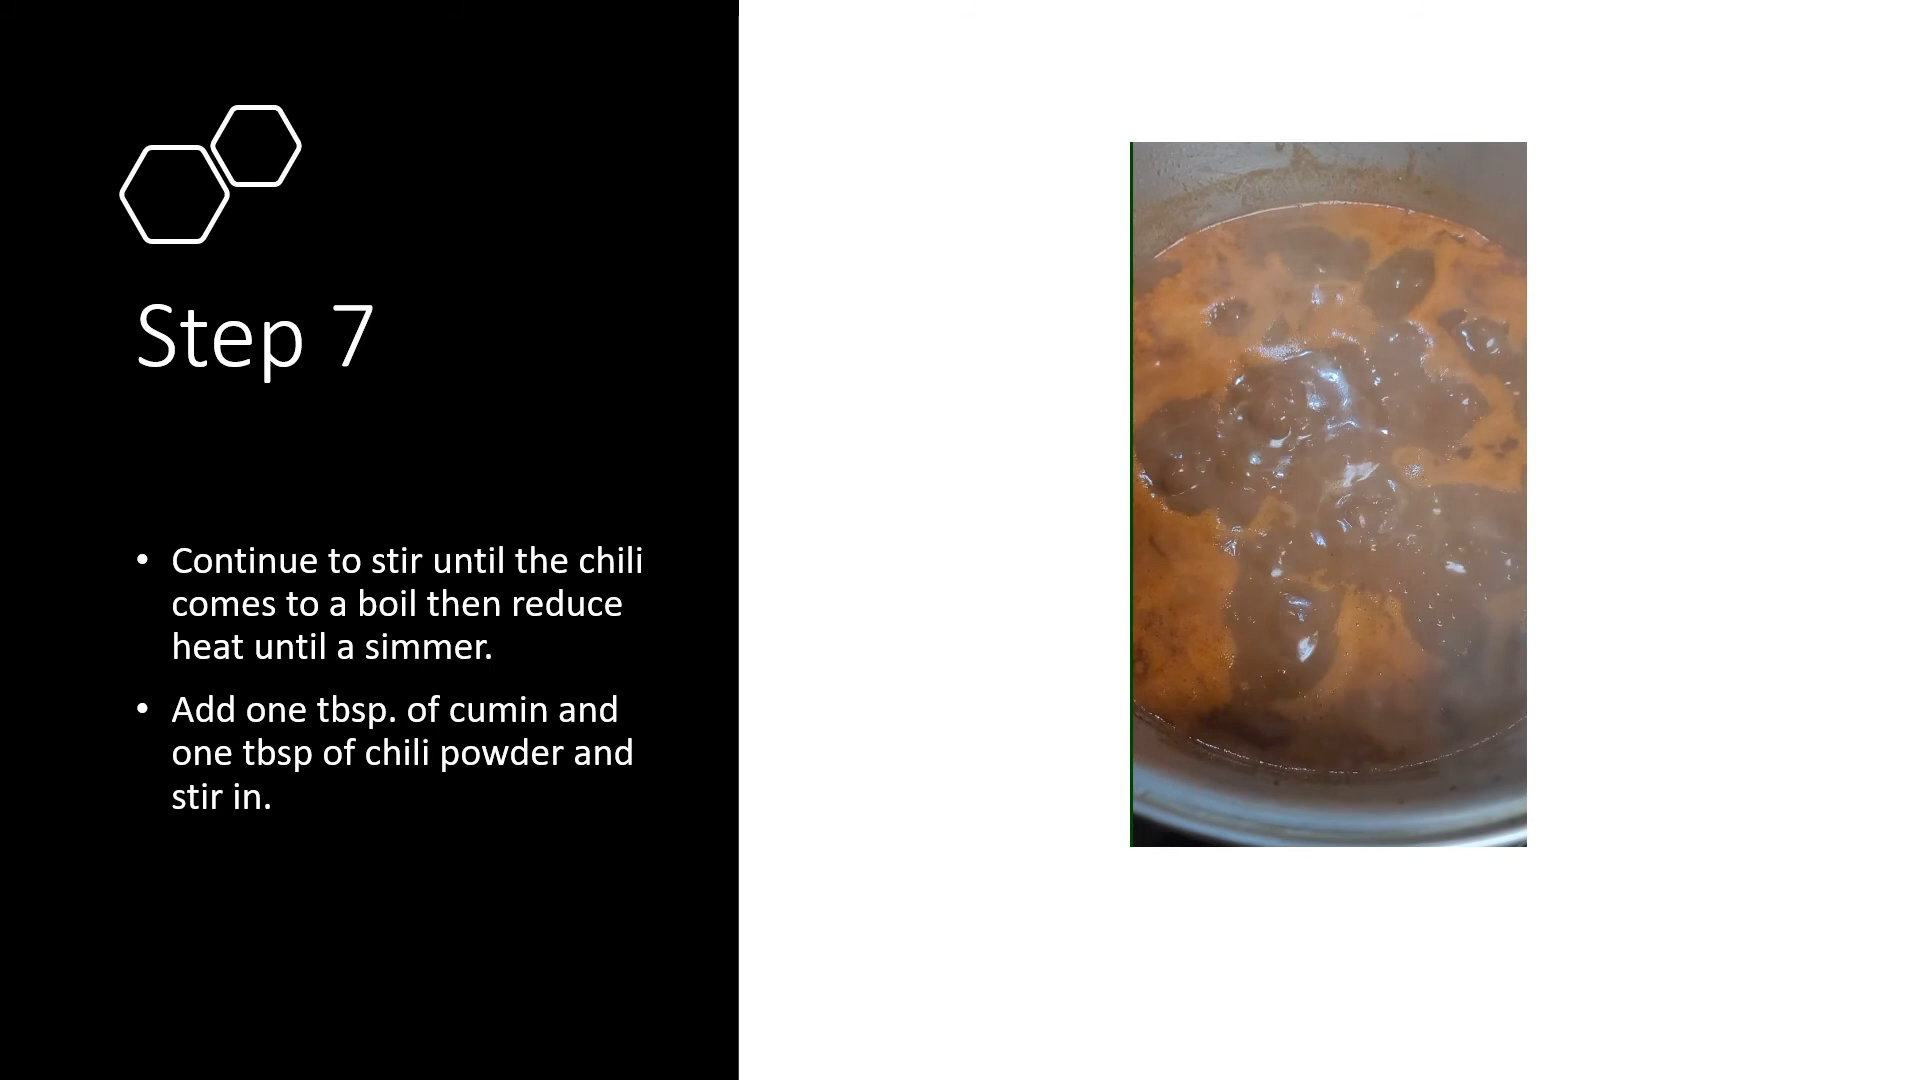 Step 7
• Continue to stir until the chili
comes to a boil then reduce
heat until a simmer.
• Add one tbsp. of cumin and
one tbsp of chili powder and
stir in.